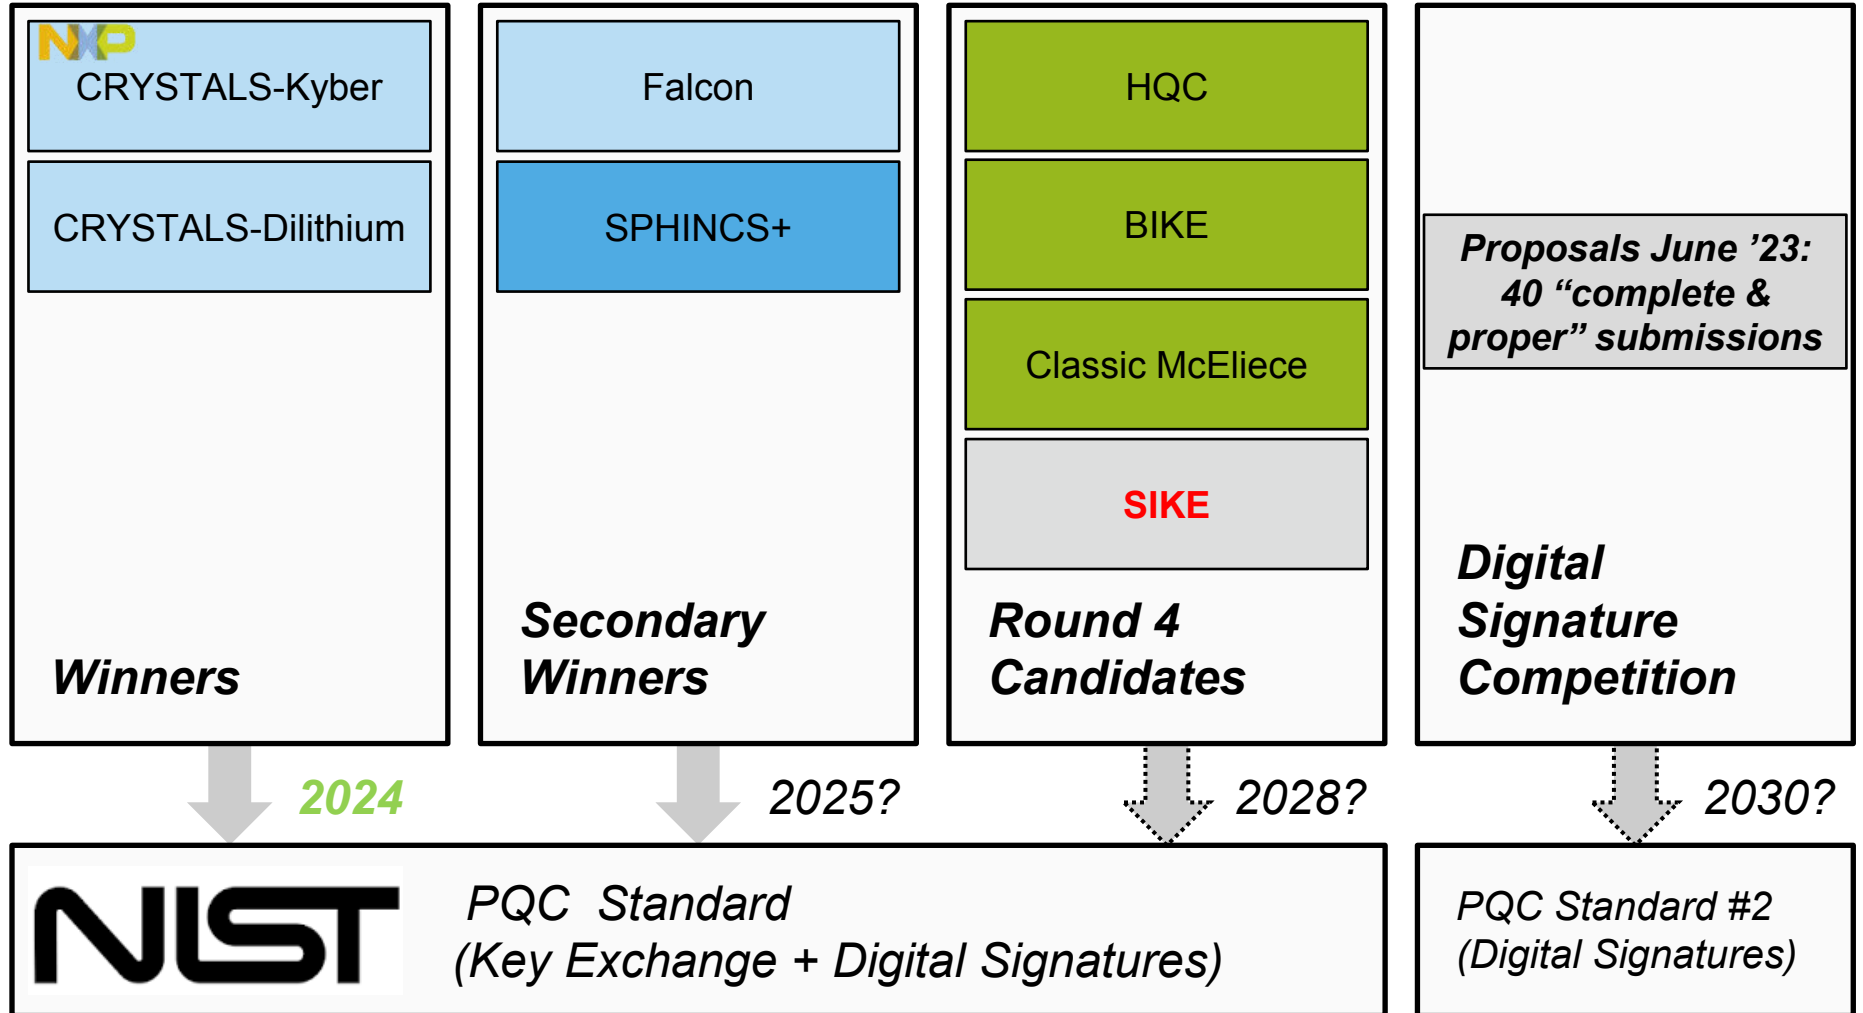 NXP
CRYSTALS-Kyber
CRYSTALS-Dilithium
Winners
2024
Falcon
SPHINCS+
Secondary
Winners
2025?
HQC
BIKE
Classic McEliece
SIKE
Round 4
Candidates
2028?
Proposals June ’23:
40 “complete &
proper” submissions
Digital
Signature
Competition
2030?
NIST
PQC Standard
(Key Exchange + Digital Signatures)
PQC Standard #2
(Digital Signatures)